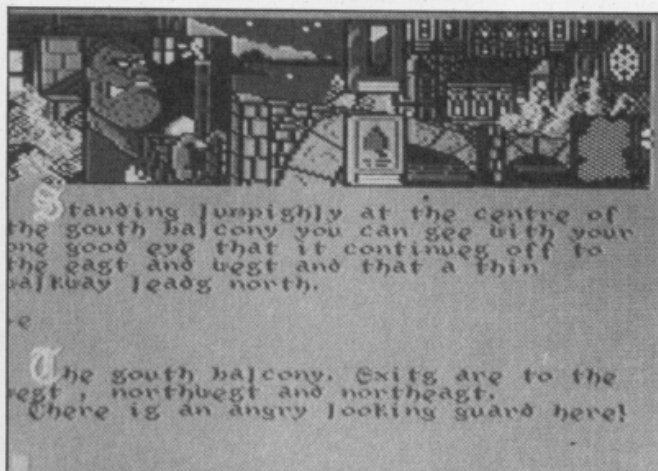 Standing lumpishly at the centre of
the south balcony you can see with your
one good eye that it continues off to
the east and west and that a thin
walkway leads north.
>e
The south balcony. Exits are to the
west , northwest and northeast.
There is an angry looking guard here!